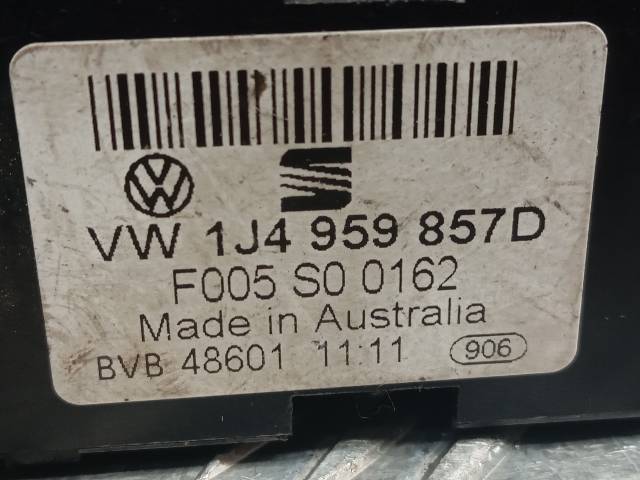 VW 1J4 959 857D
F005 S0 0162
Made in Australia
BVB 48601 11:11 906